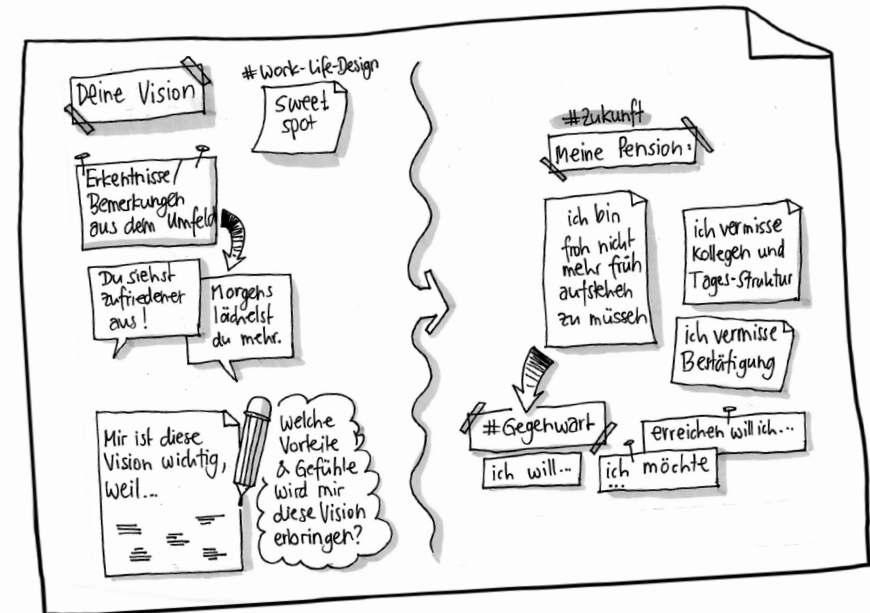 Deine Vision
#Work-Life-Design
Sweet
spot
Erkentnisse/
Bemerkungen
aus dem Umfeld
Du siehst
zufriedener
aus!
Morgens
lächelst
du mehr.
Mir ist diese
Vision wichtig,
weil...
Welche
Vorteile
& Gefühle
wird mir
diese Vision
erbringen?
#Zukunft
Meine Pension:
ich bin
froh nicht
mehr früh
aufstehen
zu müssen
ich vermisse
Kollegen und
Tages-Struktur
ich vermisse
Bestätigung
#Gegenwart
erreichen will ich...
ich will...
ich möchte
...